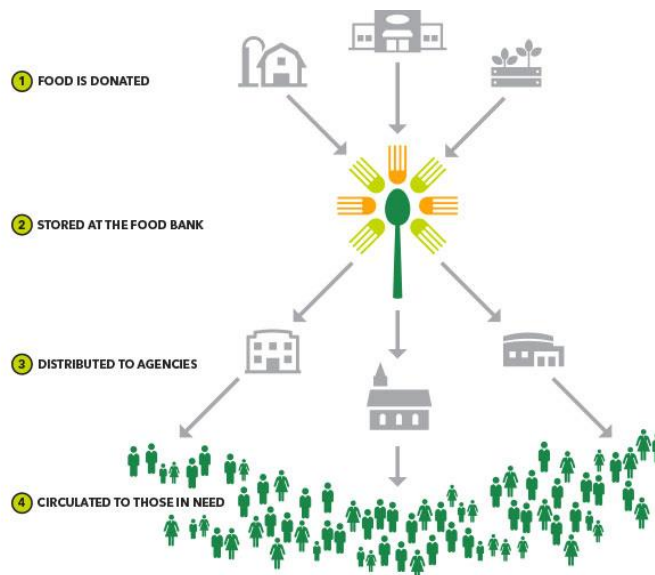 1 FOOD IS DONATED
2 STORED AT THE FOOD BANK
3 DISTRIBUTED TO AGENCIES
4 CIRCULATED TO THOSE IN NEED